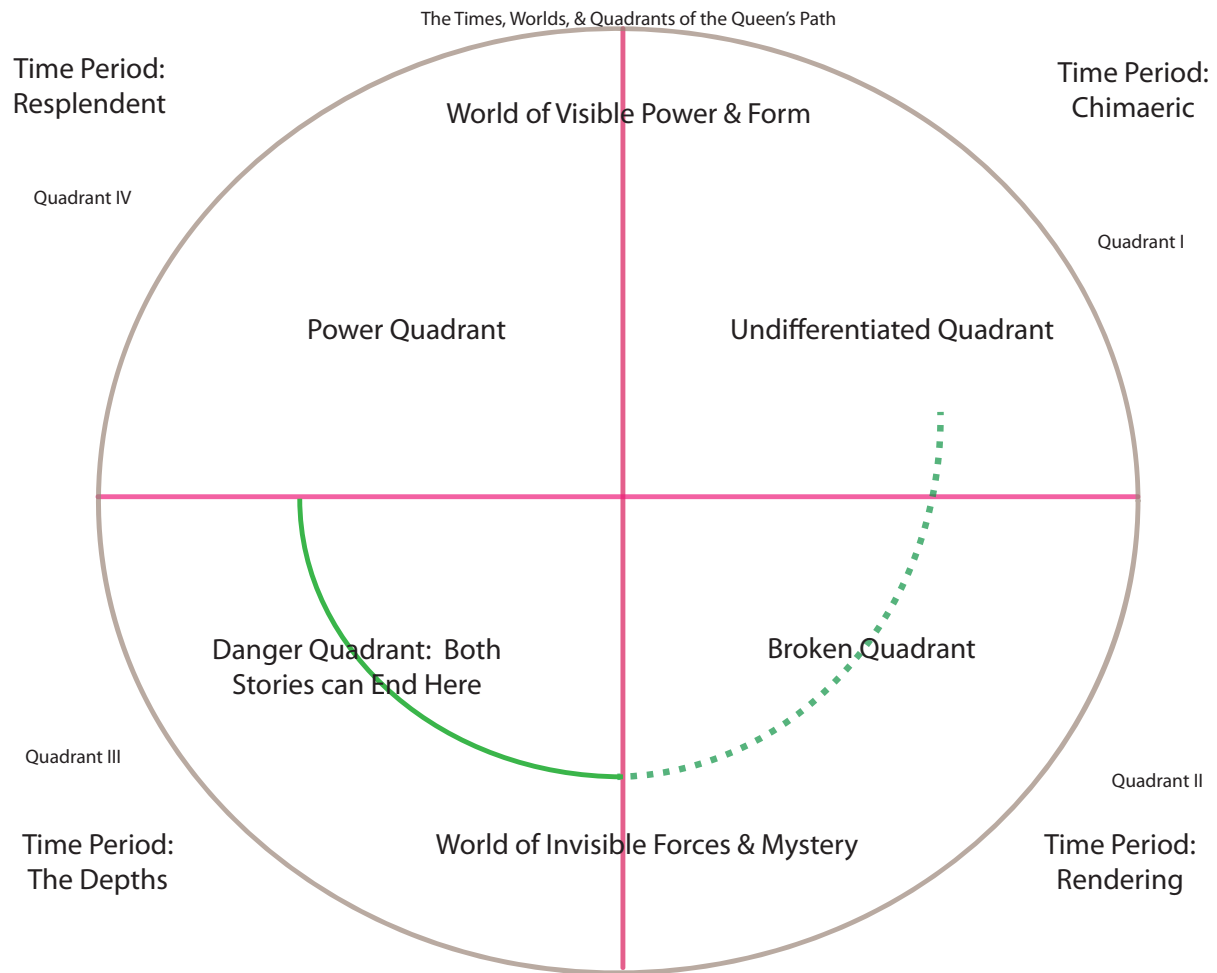 The Times, Worlds, & Quadrants of the Queen's Path
Time Period:
Resplendent
Time Period:
Chimaeric
World of Visible Power & Form
Quadrant IV
Quadrant I
Power Quadrant
Undifferentiated Quadrant
Danger Quadrant: Both
Stories can End Here
Broken Quadrant
Quadrant III
Quadrant II
Time Period:
The Depths
World of Invisible Forces & Mystery
Time Period:
Rendering